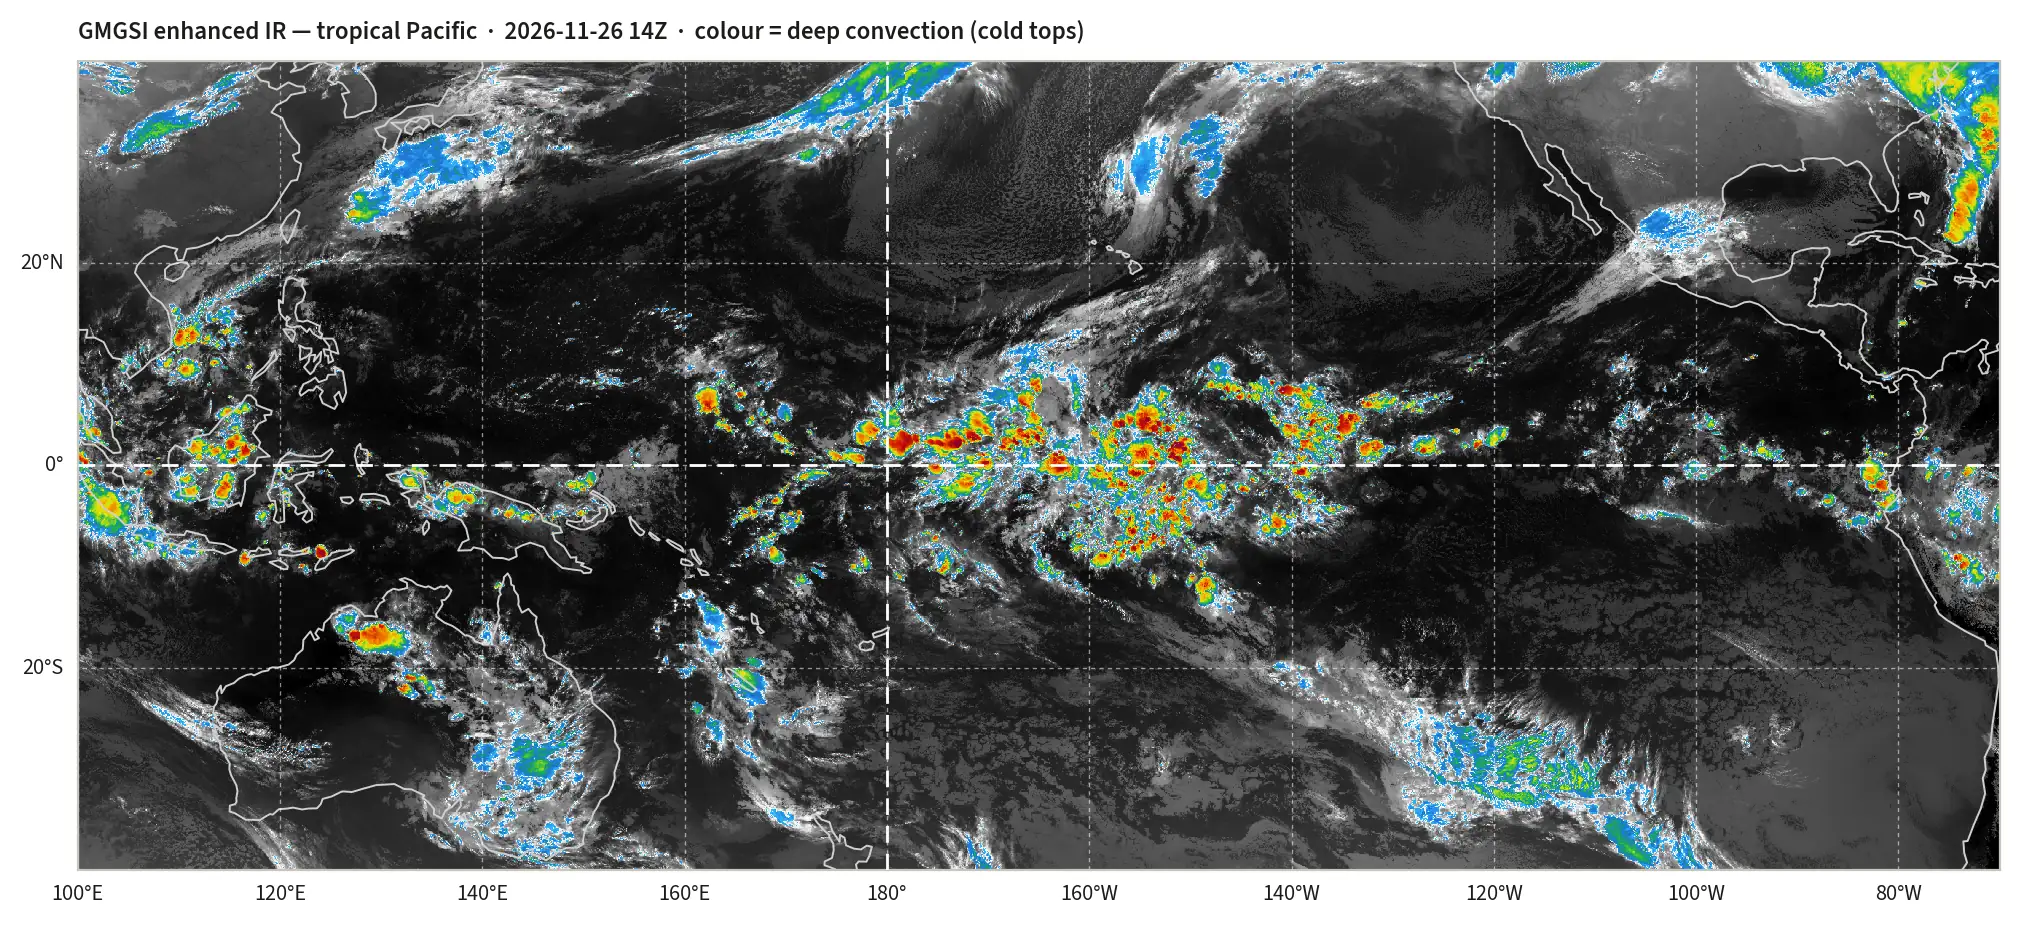 GMGSI enhanced IR — tropical Pacific · 2026-11-26 14Z · colour = deep convection (cold tops)
20°N
0°
20°S
100°E 120°E 140°E 160°E 180° 160°W 140°W 120°W 100°W 80°W